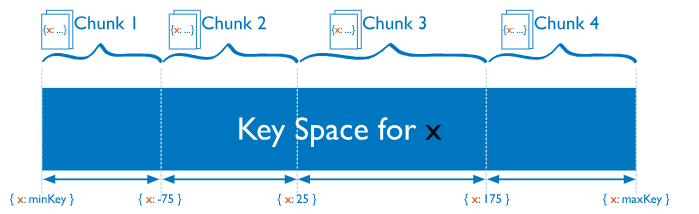 Chunk 1 Chunk 2 Chunk 3 Chunk 4
{x: ...} {x: ...} {x: ...} {x: ...}
Key Space for x
{ x: minKey } { x: -75 } { x: 25 } { x: 175 } { x: maxKey }